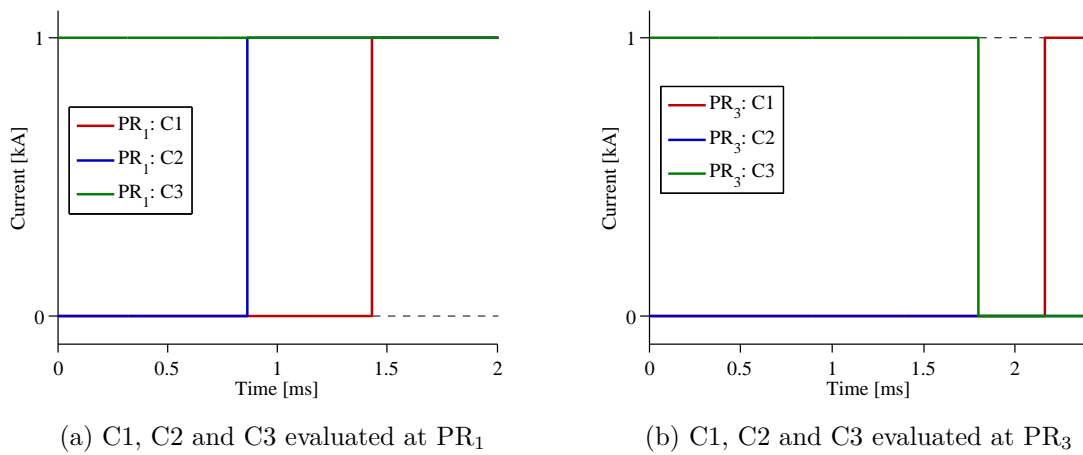 1
0
Current [kA]
PR1: C1
PR1: C2
PR1: C3
0 0.5 1 1.5 2
Time [ms]
(a) C1, C2 and C3 evaluated at PR1
1
0
Current [kA]
PR3: C1
PR3: C2
PR3: C3
0 0.5 1 1.5 2
Time [ms]
(b) C1, C2 and C3 evaluated at PR3